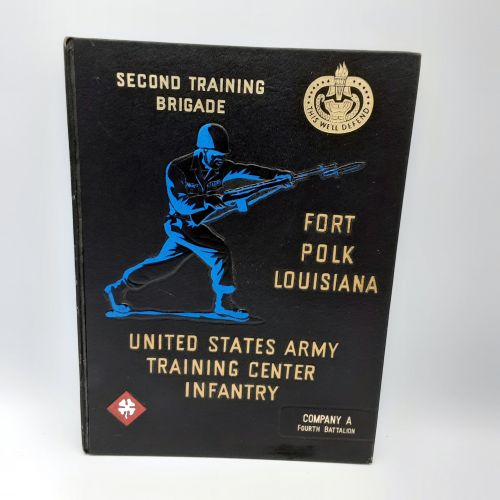 SECOND TRAINING
BRIGADE
THIS WE'LL DEFEND
FORT
POLK
LOUISIANA
UNITED STATES ARMY
TRAINING CENTER
INFANTRY
COMPANY A
FOURTH BATTALION